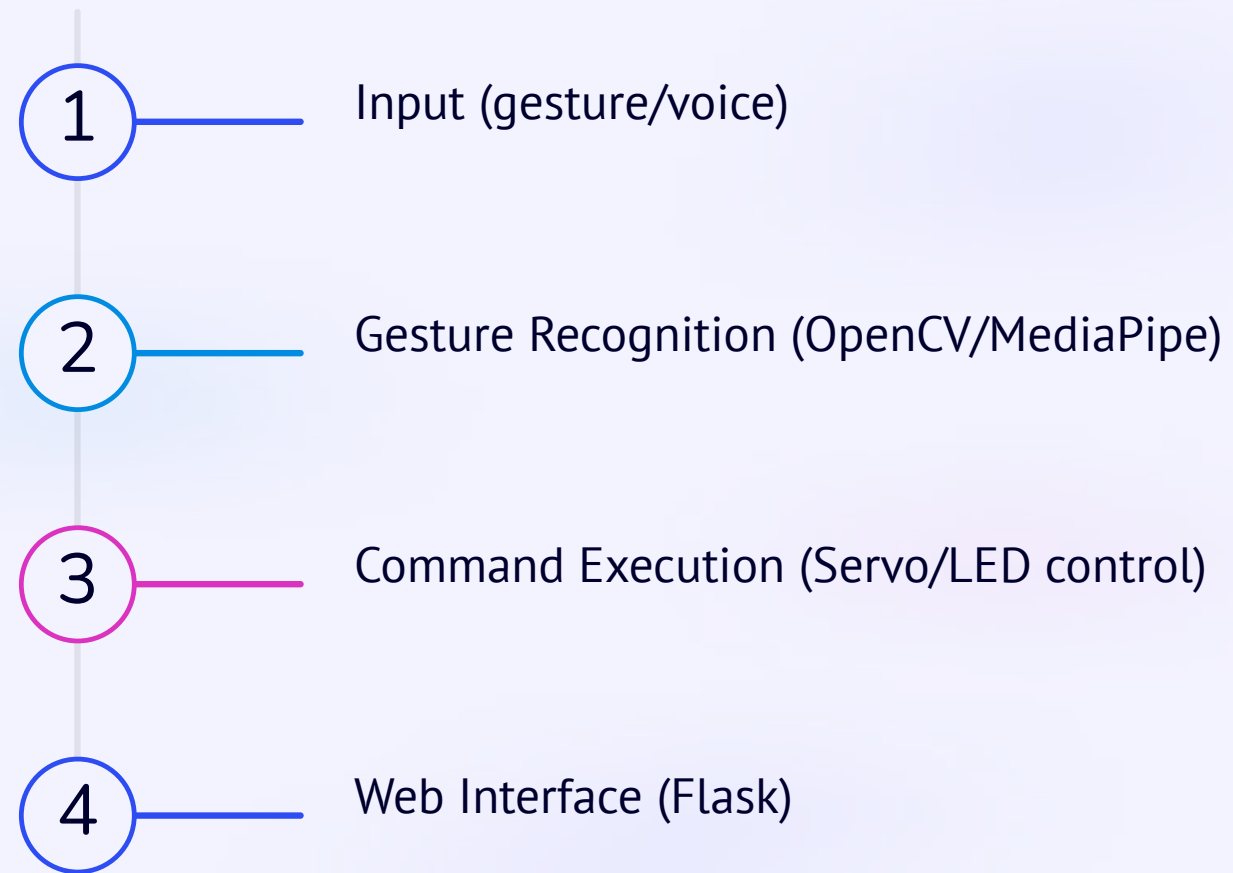 1 Input (gesture/voice)
2 Gesture Recognition (OpenCV/MediaPipe)
3 Command Execution (Servo/LED control)
4 Web Interface (Flask)